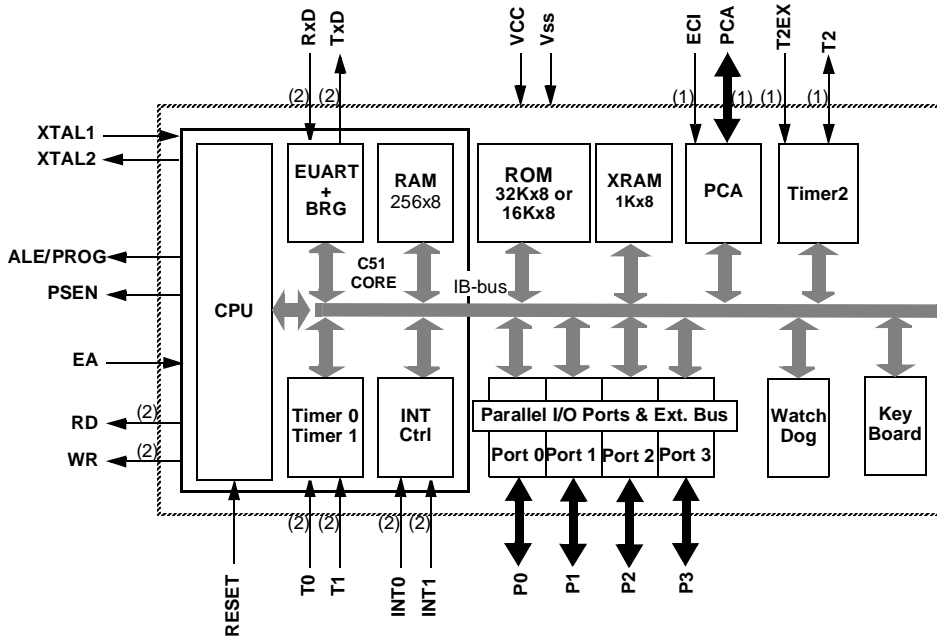 RxD
TxD
VCC
Vss
ECI
PCA
T2EX
T2
(2)
(2)
(1)
(1)
(1)
(1)
XTAL1
XTAL2
ALE/PROG
PSEN
EA
RD
(2)
WR
(2)
CPU
EUART
+
BRG
RAM
256x8
C51
CORE
IB-bus
ROM
32Kx8 or
16Kx8
XRAM
1Kx8
PCA
Timer2
Timer 0
Timer 1
INT
Ctrl
Parallel I/O Ports & Ext. Bus
Port 0
Port 1
Port 2
Port 3
Watch
Dog
Key
Board
(2)
(2)
(2)
(2)
RESET
T0
T1
INT0
INT1
P0
P1
P2
P3